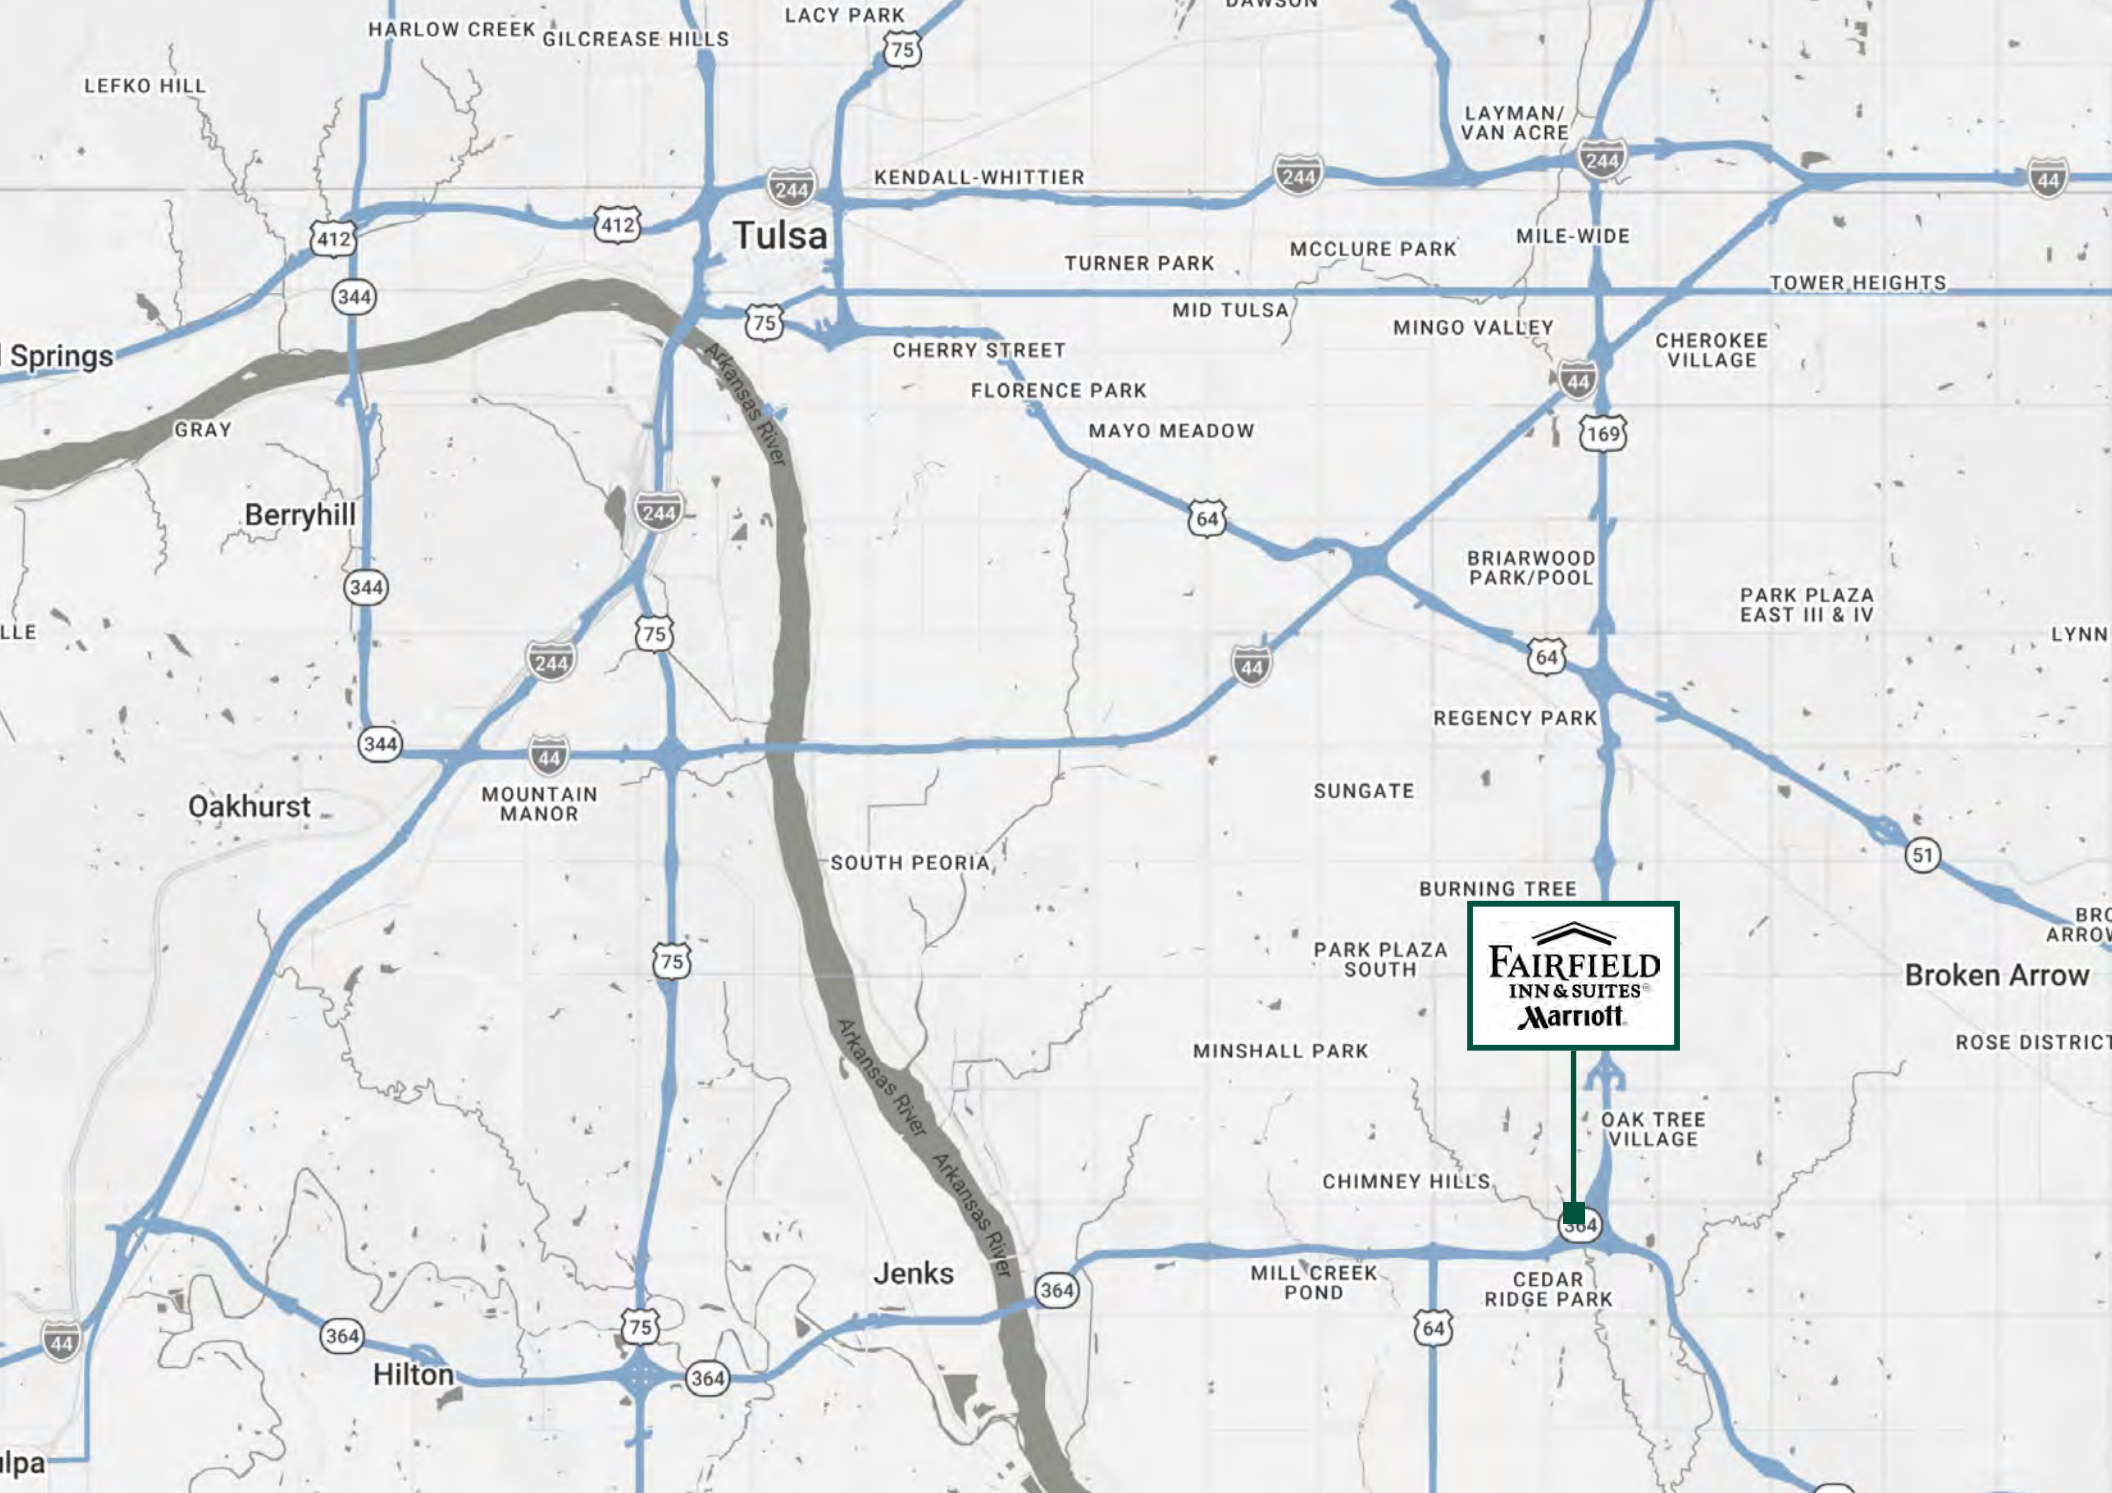 DAWSON
LACY PARK
HARLOW CREEK
GILCREASE HILLS
75
LEFKO HILL
LAYMAN/
VAN ACRE
244
244
244
KENDALL-WHITTIER
44
412
412
Tulsa
MILE-WIDE
MCCLURE PARK
TURNER PARK
TOWER HEIGHTS
344
MID TULSA
75
MINGO VALLEY
CHEROKEE
VILLAGE
Springs
CHERRY STREET
Arkansas River
44
FLORENCE PARK
GRAY
MAYO MEADOW
169
Berryhill
244
64
BRIARWOOD
PARK/POOL
344
PARK PLAZA
EAST III & IV
LLE
75
LYNN
244
44
64
REGENCY PARK
344
44
MOUNTAIN
MANOR
SUNGATE
Oakhurst
SOUTH PEORIA
51
BURNING TREE
BRO
ARROW
PARK PLAZA
SOUTH
FAIRFIELD
INN & SUITES®
Marriott
75
Broken Arrow
Arkansas River
MINSHALL PARK
ROSE DISTRICT
OAK TREE
VILLAGE
Arkansas River
CHIMNEY HILLS
364
Jenks
MILL CREEK
POND
CEDAR
RIDGE PARK
364
44
364
75
64
Hilton
364
ulpa